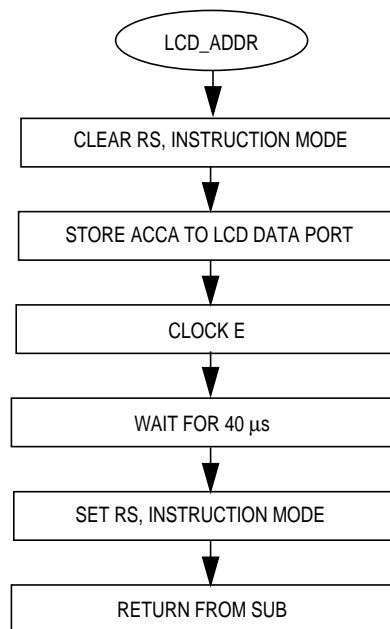 LCD_ADDR
CLEAR RS, INSTRUCTION MODE
STORE ACCA TO LCD DATA PORT
CLOCK E
WAIT FOR 40 μs
SET RS, INSTRUCTION MODE
RETURN FROM SUB